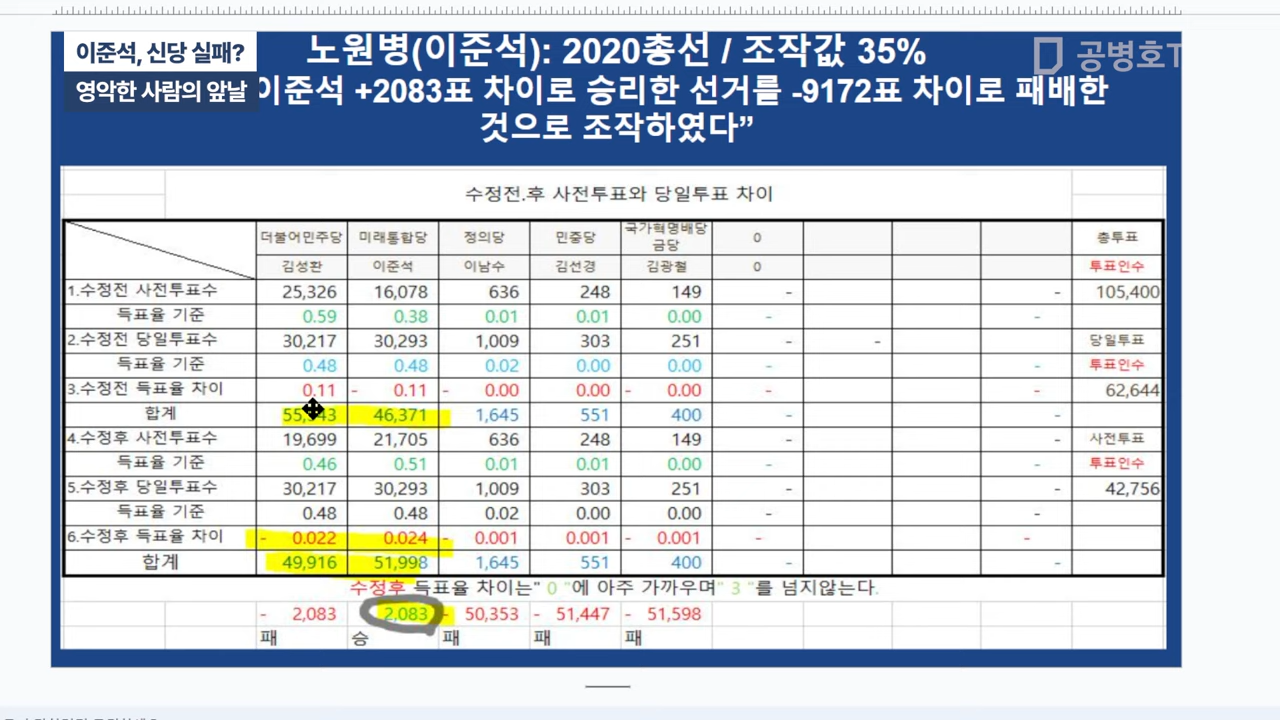 이준석, 신당 실패?
영악한 사람의 앞날
노원병(이준석): 2020총선 / 조작값 35%
이준석 +2083표 차이로 승리한 선거를 -9172표 차이로 패배한
것으로 조작하였다”
공병호T
수정전.후 사전투표와 당일투표 차이
더불어민주당 미래통합당 정의당 민중당 국가혁명배당금당 0 총투표
김성환 이준석 이남수 김선경 김광철 0 투표인수
1.수정전 사전투표수 25,326 16,078 636 248 149 - - 105,400
득표율 기준 0.59 0.38 0.01 0.01 0.00 - -
2.수정전 당일투표수 30,217 30,293 1,009 303 251 - - 당일투표
득표율 기준 0.48 0.48 0.02 0.00 0.00 - - 투표인수
3.수정전 득표율 차이 0.11 - 0.11 - 0.00 0.00 - 0.00 - - 62,644
합계 46,371 1,645 551 400 - -
4.수정후 사전투표수 19,699 21,705 636 248 149 - - 사전투표
득표율 기준 0.46 0.51 0.01 0.01 0.00 - - 투표인수
5.수정후 당일투표수 30,217 30,293 1,009 303 251 - - 42,756
득표율 기준 0.48 0.48 0.02 0.00 0.00 - -
6.수정후 득표율 차이 - 0.022 0.024 - 0.001 0.001 - 0.001 - -
합계 49,916 51,998 1,645 551 400 - -
수정후 득표율 차이는" 0 "에 아주 가까우며" 3 "를 넘지않는다.
- 2,083 2,083 - 50,353 - 51,447 - 51,598
패 승 패 패 패